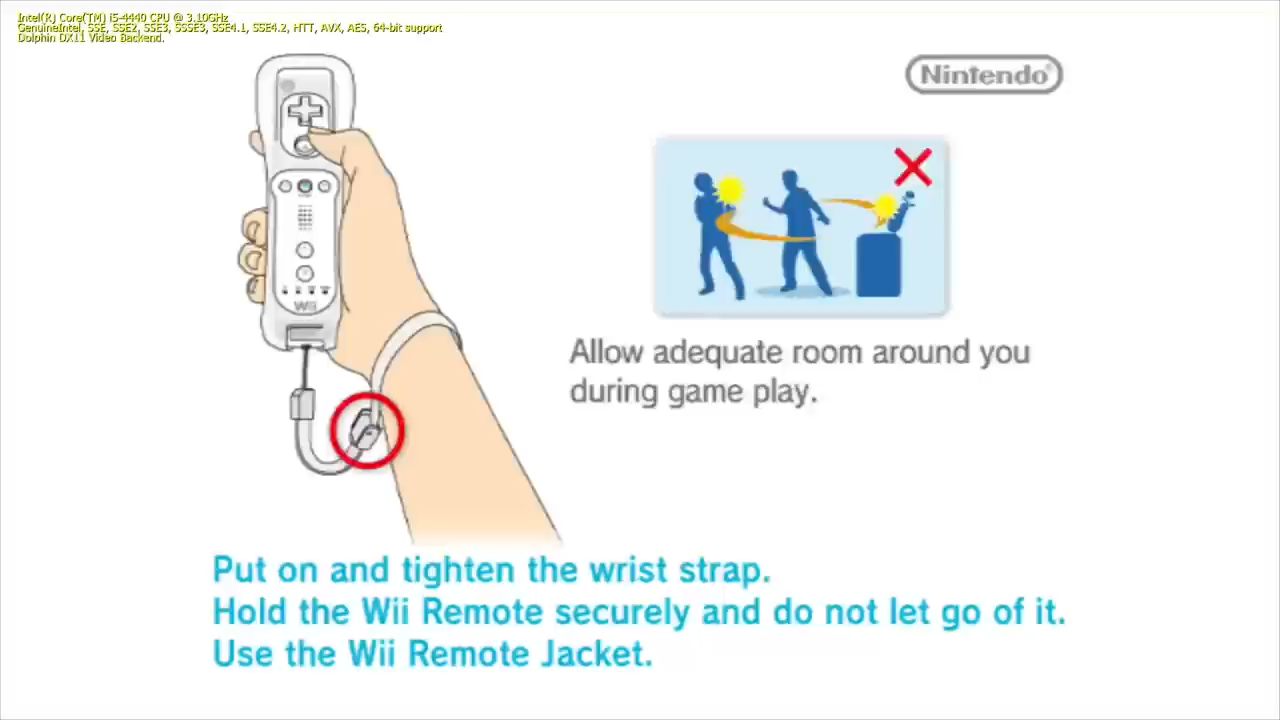 Intel(R) Core(TM) i5-4440 CPU @ 3.10GHz
GenuineIntel, SSE, SSE2, SSE3, SSSE3, SSE4.1, SSE4.2, HTT, AVX, AES, 64-bit support
Dolphin DX11 Video Backend.
Nintendo®
Wii
Allow adequate room around you
during game play.
Put on and tighten the wrist strap.
Hold the Wii Remote securely and do not let go of it.
Use the Wii Remote Jacket.